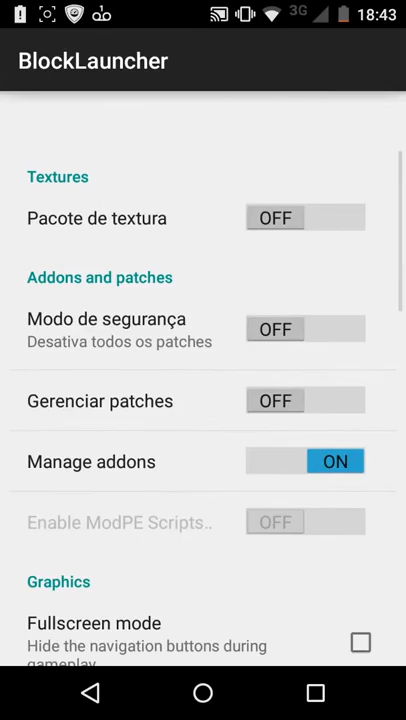 3G 18:43
BlockLauncher
Textures
Pacote de textura OFF
Addons and patches
Modo de segurança OFF
Desativa todos os patches
Gerenciar patches OFF
Manage addons ON
Enable ModPE Scripts.. OFF
Graphics
Fullscreen mode
Hide the navigation buttons during
gameplay